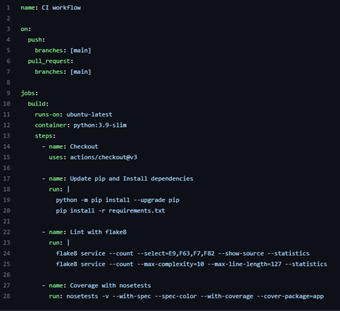 1 name: CI workflow
2
3 on:
4 push:
5 branches: [main]
6 pull_request:
7 branches: [main]
8
9 jobs:
10 build:
11 runs-on: ubuntu-latest
12 container: python:3.9-slim
13 steps:
14 - name: Checkout
15 uses: actions/checkout@v3
16
17 - name: Update pip and Install dependencies
18 run: |
19 python -m pip install --upgrade pip
20 pip install -r requirements.txt
21
22 - name: Lint with flake8
23 run: |
24 flake8 service --count --select=E9,F63,F7,F82 --show-source --statistics
25 flake8 service --count --max-complexity=10 --max-line-length=127 --statistics
26
27 - name: Coverage with nosetests
28 run: nosetests -v --with-spec --spec-color --with-coverage --cover-package=app